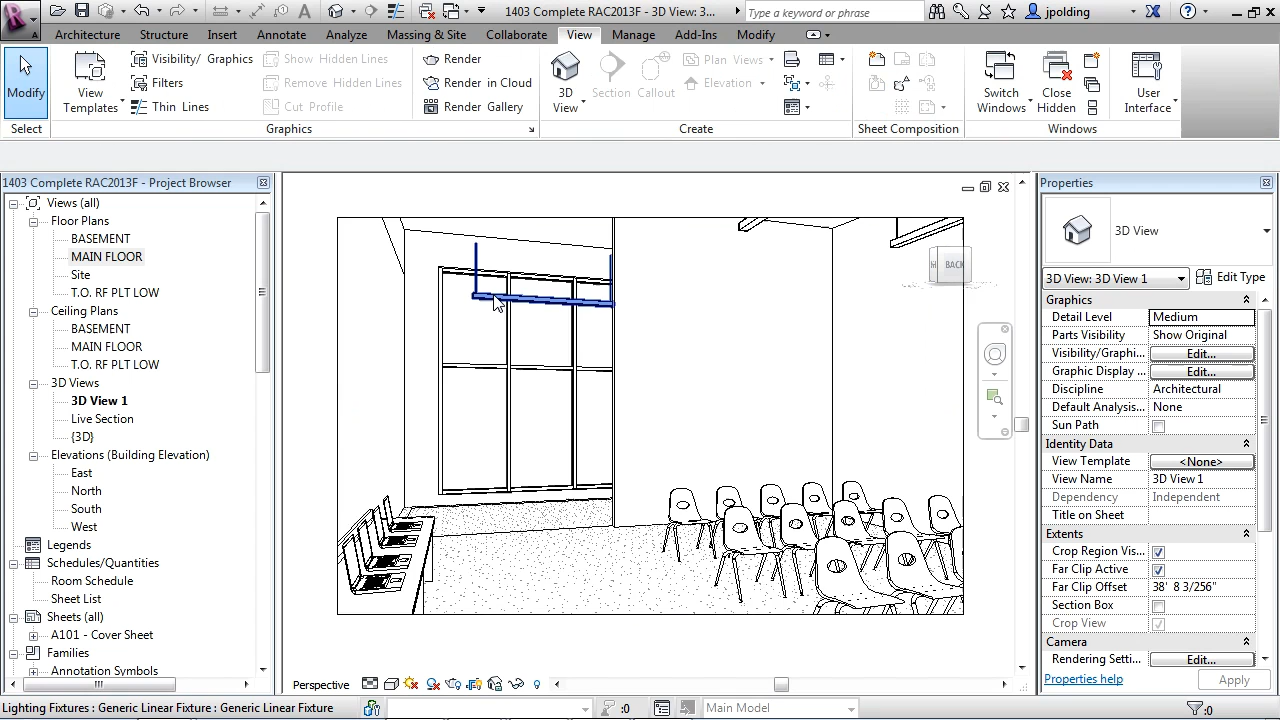 1403 Complete RAC2013F - 3D View: 3...
Type a keyword or phrase
jpolding
Architecture
Structure
Insert
Annotate
Analyze
Massing & Site
Collaborate
View
Manage
Add-Ins
Modify
Modify
View
Templates
Visibility/ Graphics
Filters
Thin Lines
Show Hidden Lines
Remove Hidden Lines
Cut Profile
Render
Render in Cloud
Render Gallery
3D
View
Section
Callout
Plan Views
Elevation
Switch
Windows
Close
Hidden
User
Interface
Select
Graphics
Create
Sheet Composition
Windows
1403 Complete RAC2013F - Project Browser
Views (all)
Floor Plans
BASEMENT
MAIN FLOOR
Site
T.O. RF PLT LOW
Ceiling Plans
BASEMENT
MAIN FLOOR
T.O. RF PLT LOW
3D Views
3D View 1
Live Section
{3D}
Elevations (Building Elevation)
East
North
South
West
Legends
Schedules/Quantities
Room Schedule
Sheet List
Sheets (all)
A101 - Cover Sheet
Families
Annotation Symbols
BACK
Perspective
Properties
3D View
3D View: 3D View 1
Edit Type
Graphics
Detail Level Medium
Parts Visibility Show Original
Visibility/Graphi... Edit...
Graphic Display ... Edit...
Discipline Architectural
Default Analysis... None
Sun Path
Identity Data
View Template <None>
View Name 3D View 1
Dependency Independent
Title on Sheet
Extents
Crop Region Vis...
Far Clip Active
Far Clip Offset 38' 8 3/256"
Section Box
Crop View
Camera
Rendering Setti... Edit...
Properties help
Apply
Lighting Fixtures : Generic Linear Fixture : Generic Linear Fixture
:0
Main Model
:0